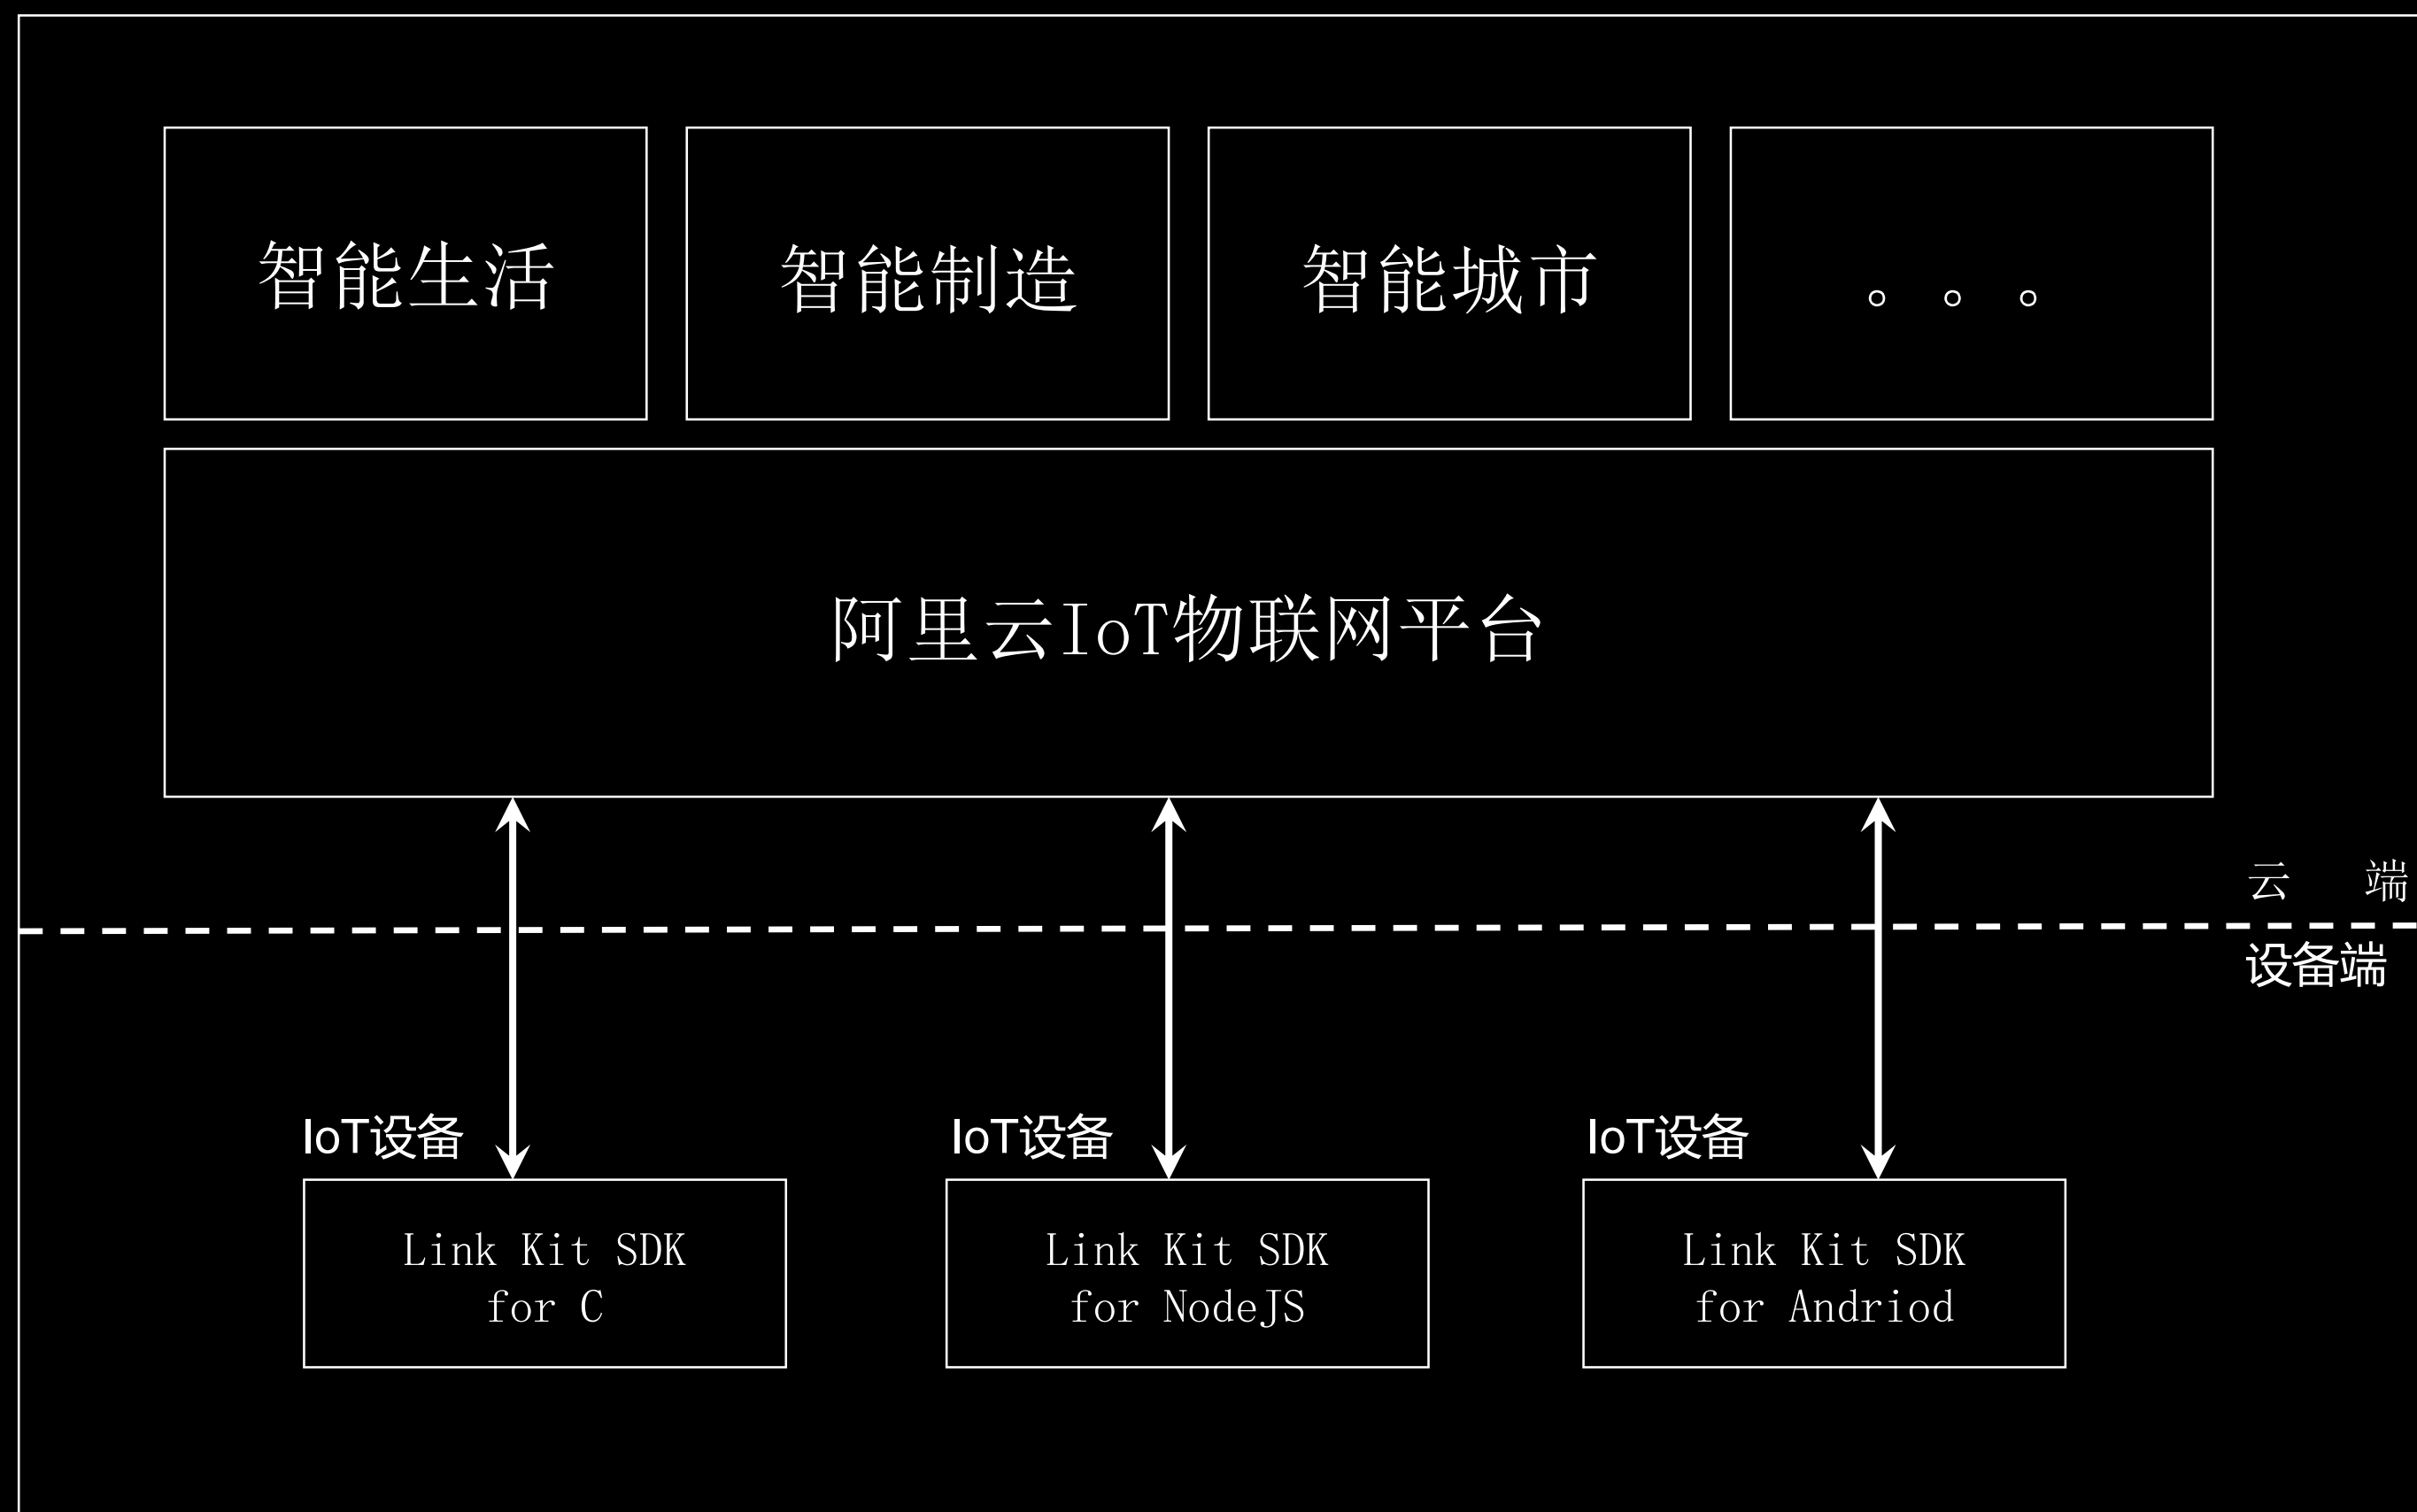 智能生活
智能制造
智能城市
。。。
阿里云IoT物联网平台
云 端
设备端
IoT设备
IoT设备
IoT设备
Link Kit SDK
for C
Link Kit SDK
for NodeJS
Link Kit SDK
for Andriod